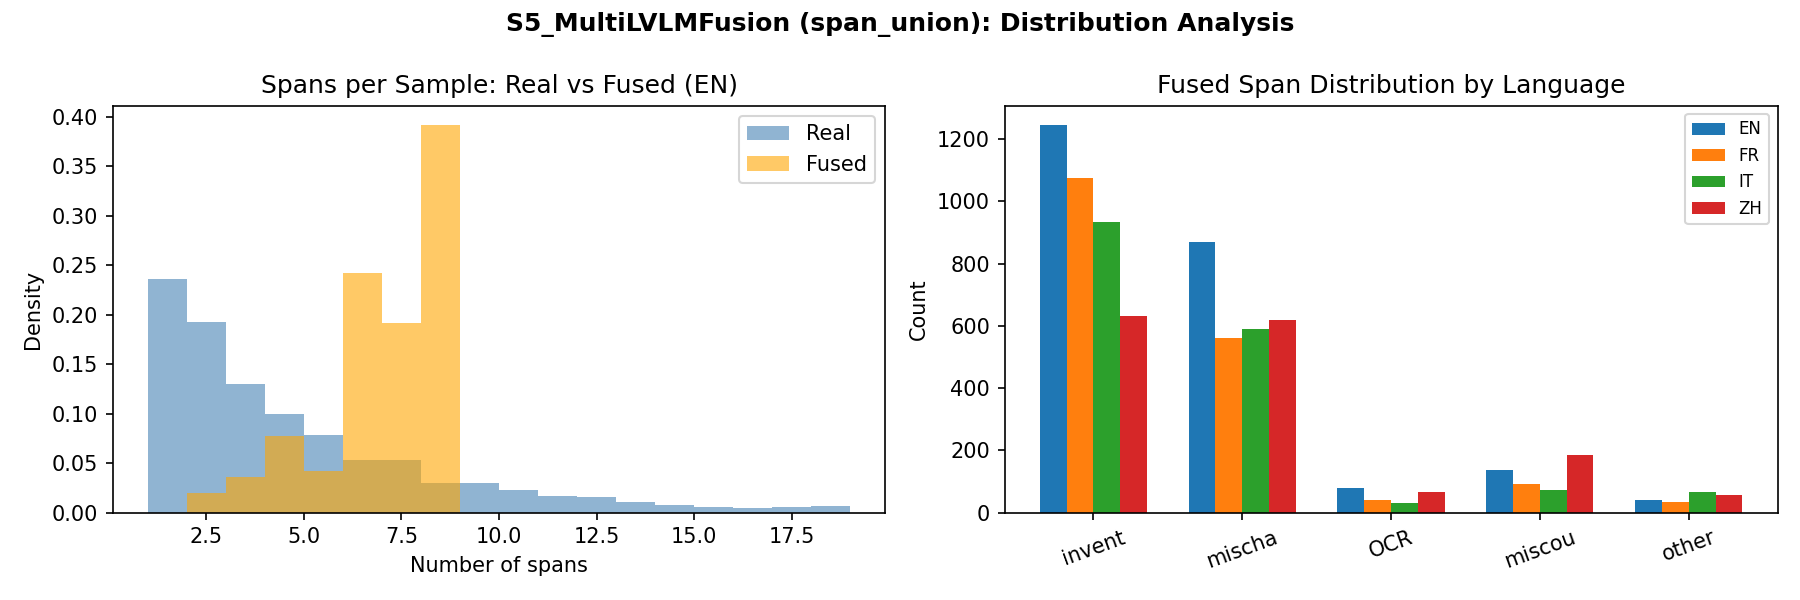 S5_MultiLVLMFusion (span_union): Distribution Analysis
Spans per Sample: Real vs Fused (EN)
0.40
0.35
0.30
0.25
0.20
0.15
0.10
0.05
0.00
Density
Real
Fused
2.5 5.0 7.5 10.0 12.5 15.0 17.5
Number of spans
Fused Span Distribution by Language
1200
1000
800
600
400
200
0
Count
EN
FR
IT
ZH
invent mischa OCR miscou other